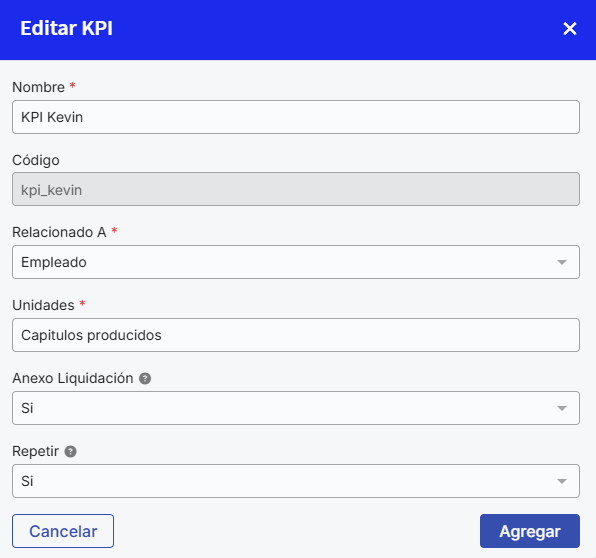 Editar KPI
Nombre *
KPI Kevin
Código
kpi_kevin
Relacionado A *
Empleado
Unidades *
Capitulos producidos
Anexo Liquidación ?
Si
Repetir ?
Si
Cancelar
Agregar